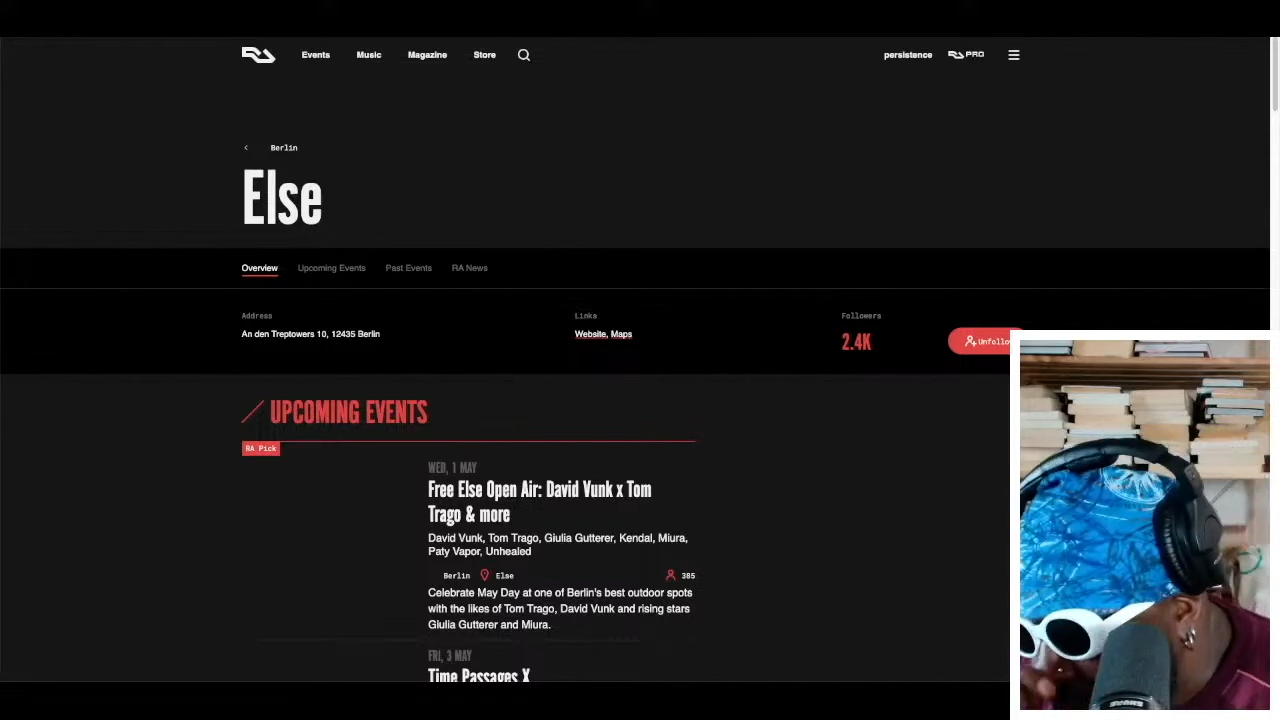 RA Events Music Magazine Store persistence RA PRO
Berlin
Else
Overview Upcoming Events Past Events RA News
Address Links Followers
An den Treptowers 10, 12435 Berlin Website, Maps 2.4K Unfollo
UPCOMING EVENTS
RA Pick
WED, 1 MAY
Free Else Open Air: David Vunk x Tom
Trago & more
David Vunk, Tom Trago, Giulia Gutterer, Kendal, Miura,
Paty Vapor, Unhealed
Berlin Else 385
Celebrate May Day at one of Berlin's best outdoor spots
with the likes of Tom Trago, David Vunk and rising stars
Giulia Gutterer and Miura.
FRI, 3 MAY
Time Passages X
SHURE